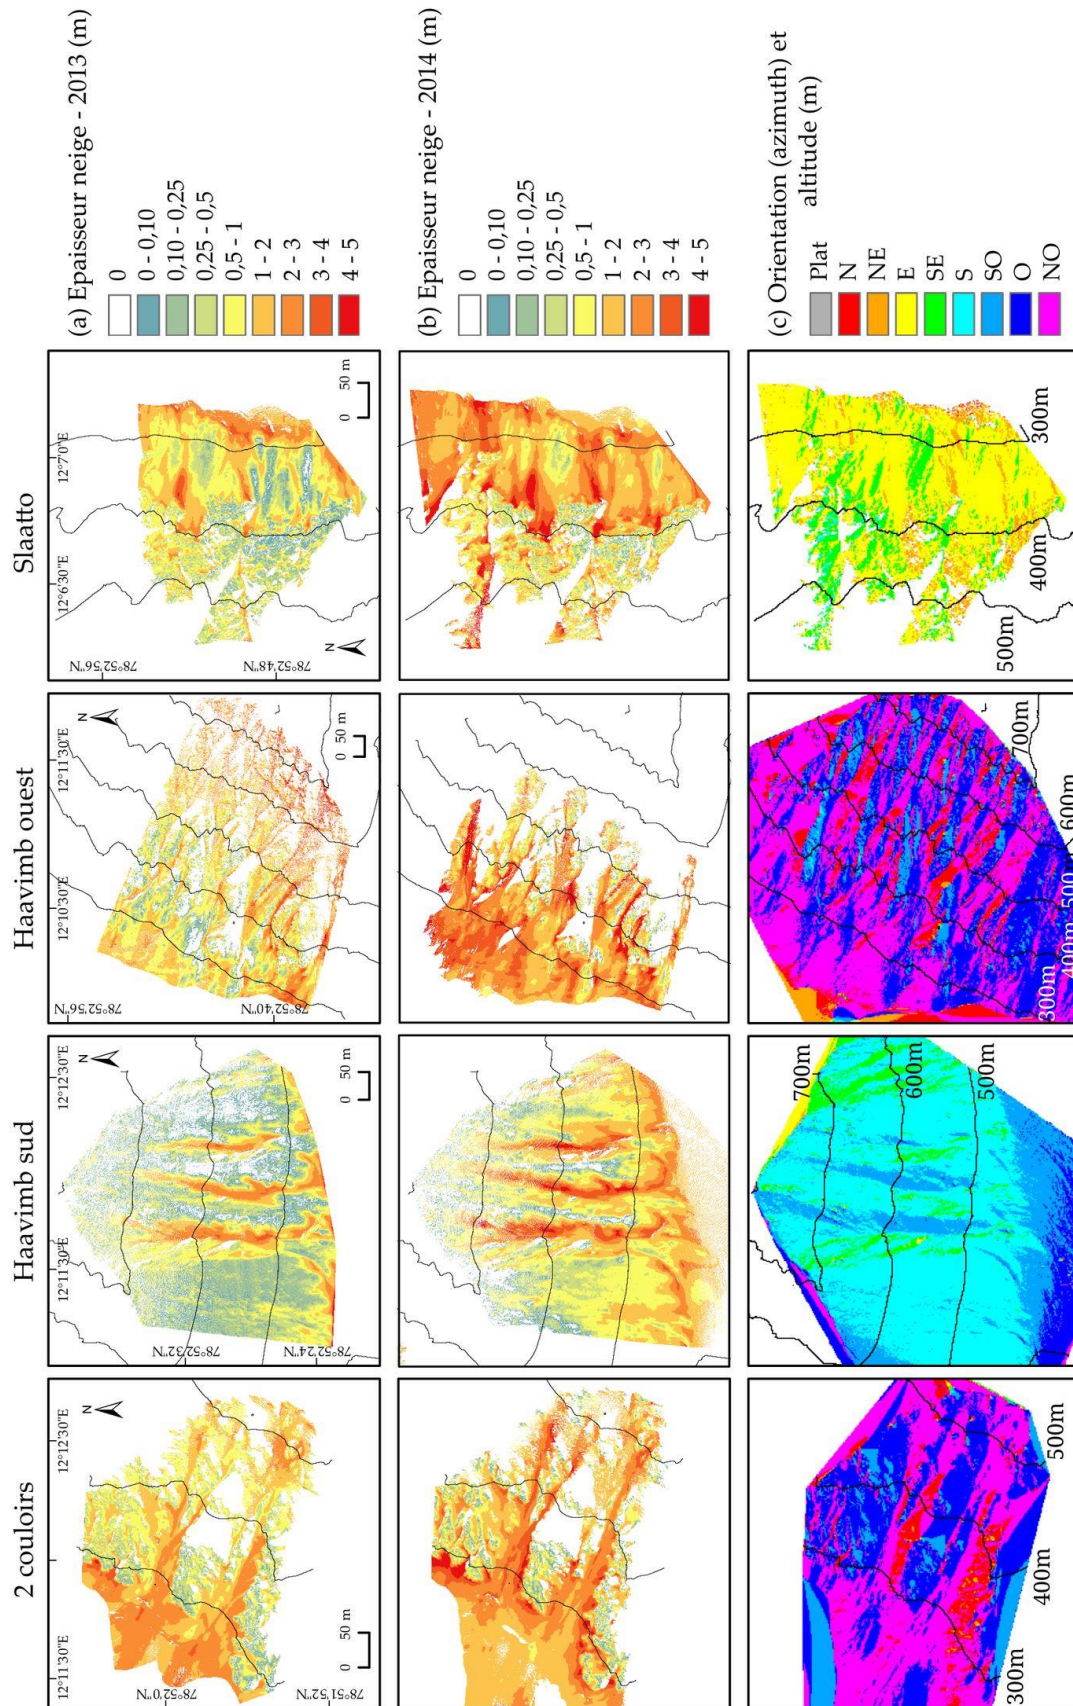 2 couloirs
Haavimb sud
Haavimb ouest
Slaatto
12°11'30"E
12°12'30"E
78°52'0"N
78°51'52"N
N
0 50 m
12°11'30"E
12°12'30"E
78°52'32"N
78°52'24"N
N
0 50 m
12°10'30"E
12°11'30"E
78°52'56"N
78°52'40"N
N
0 50 m
12°6'30"E
12°7'0"E
78°52'56"N
78°52'48"N
N
0 50 m
(a) Epaisseur neige - 2013 (m)
0
0 - 0,10
0,10 - 0,25
0,25 - 0,5
0,5 - 1
1 - 2
2 - 3
3 - 4
4 - 5
(b) Epaisseur neige - 2014 (m)
0
0 - 0,10
0,10 - 0,25
0,25 - 0,5
0,5 - 1
1 - 2
2 - 3
3 - 4
4 - 5
300m
400m
500m
700m
600m
500m
300m
400m
500m
600m
700m
500m
400m
300m
(c) Orientation (azimuth) et
altitude (m)
Plat
N
NE
E
SE
S
SO
O
NO